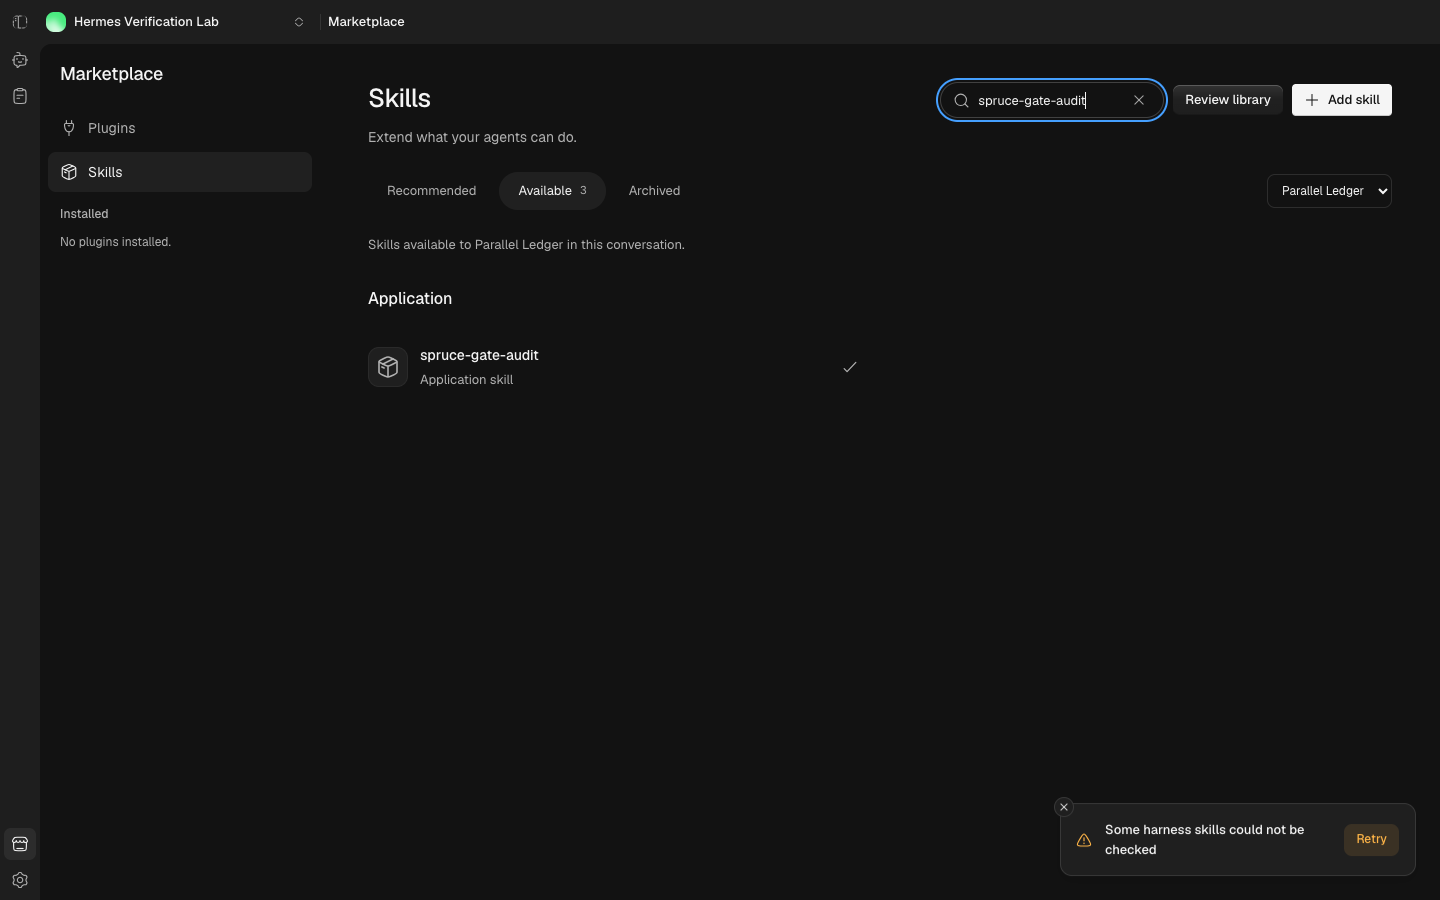 Hermes Verification Lab
Marketplace
Marketplace
Plugins
Skills
Installed
No plugins installed.
Skills
spruce-gate-audit
Review library
Add skill
Extend what your agents can do.
Recommended
Available 3
Archived
Parallel Ledger
Skills available to Parallel Ledger in this conversation.
Application
spruce-gate-audit
Application skill
Some harness skills could not be
checked
Retry